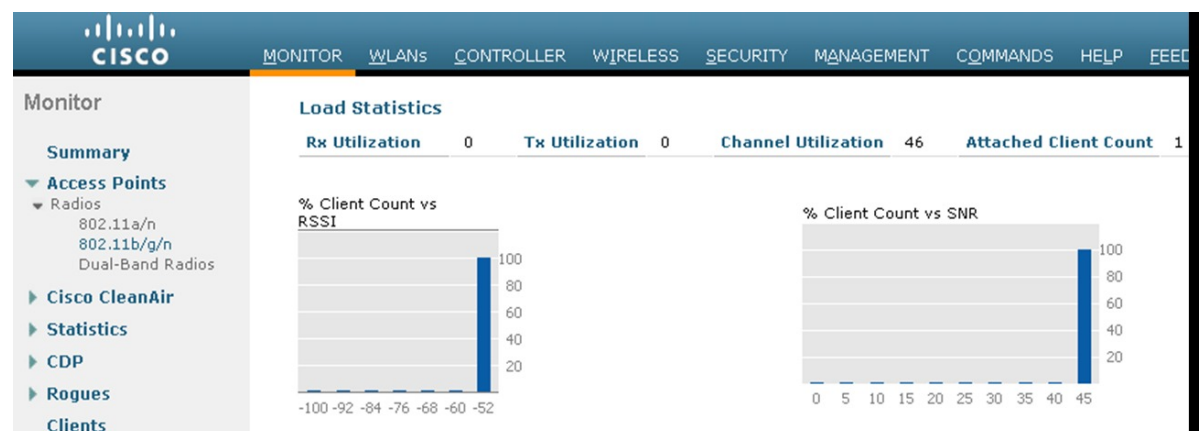 CISCO
MONITOR WLANs CONTROLLER WIRELESS SECURITY MANAGEMENT COMMANDS HELP
Monitor
Summary
Access Points
Radios
802.11a/n
802.11b/g/n
Dual-Band Radios
Cisco CleanAir
Statistics
CDP
Rogues
Clients
Load Statistics
Rx Utilization 0 Tx Utilization 0 Channel Utilization 46 Attached Client Count 1
% Client Count vs
RSSI
100
80
60
40
20
-100 -92 -84 -76 -68 -60 -52
% Client Count vs SNR
100
80
60
40
20
0 5 10 15 20 25 30 35 40 45